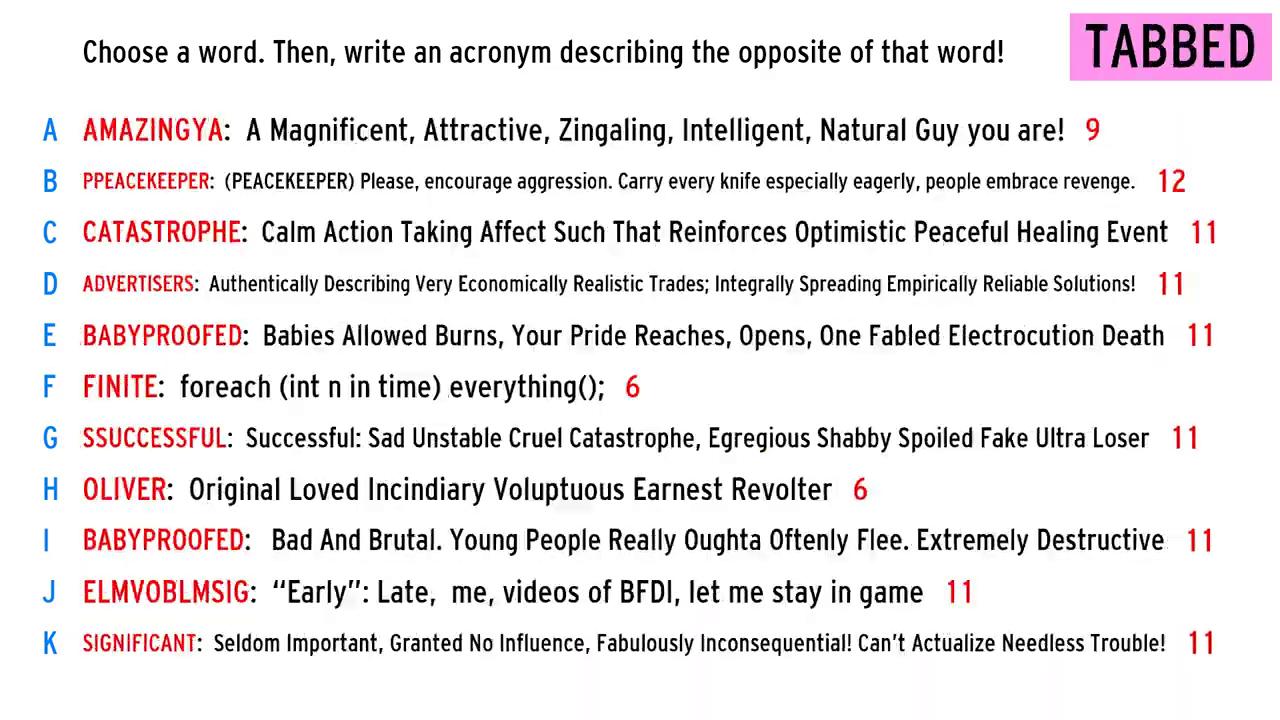 Choose a word. Then, write an acronym describing the opposite of that word!
TABBED
A AMAZINGYA: A Magnificent, Attractive, Zingaling, Intelligent, Natural Guy you are! 9
B PPEACEKEEPER: (PEACEKEEPER) Please, encourage aggression. Carry every knife especially eagerly, people embrace revenge. 12
C CATASTROPHE: Calm Action Taking Affect Such That Reinforces Optimistic Peaceful Healing Event 11
D ADVERTISERS: Authentically Describing Very Economically Realistic Trades; Integrally Spreading Empirically Reliable Solutions! 11
E BABYPROOFED: Babies Allowed Burns, Your Pride Reaches, Opens, One Fabled Electrocution Death 11
F FINITE: foreach (int n in time) everything(); 6
G SSUCCESSFUL: Successful: Sad Unstable Cruel Catastrophe, Egregious Shabby Spoiled Fake Ultra Loser 11
H OLIVER: Original Loved Incindiary Voluptuous Earnest Revolter 6
I BABYPROOFED: Bad And Brutal. Young People Really Oughta Oftenly Flee. Extremely Destructive 11
J ELMVOBLMSIG: “Early”: Late, me, videos of BFDI, let me stay in game 11
K SIGNIFICANT: Seldom Important, Granted No Influence, Fabulously Inconsequential! Can't Actualize Needless Trouble! 11